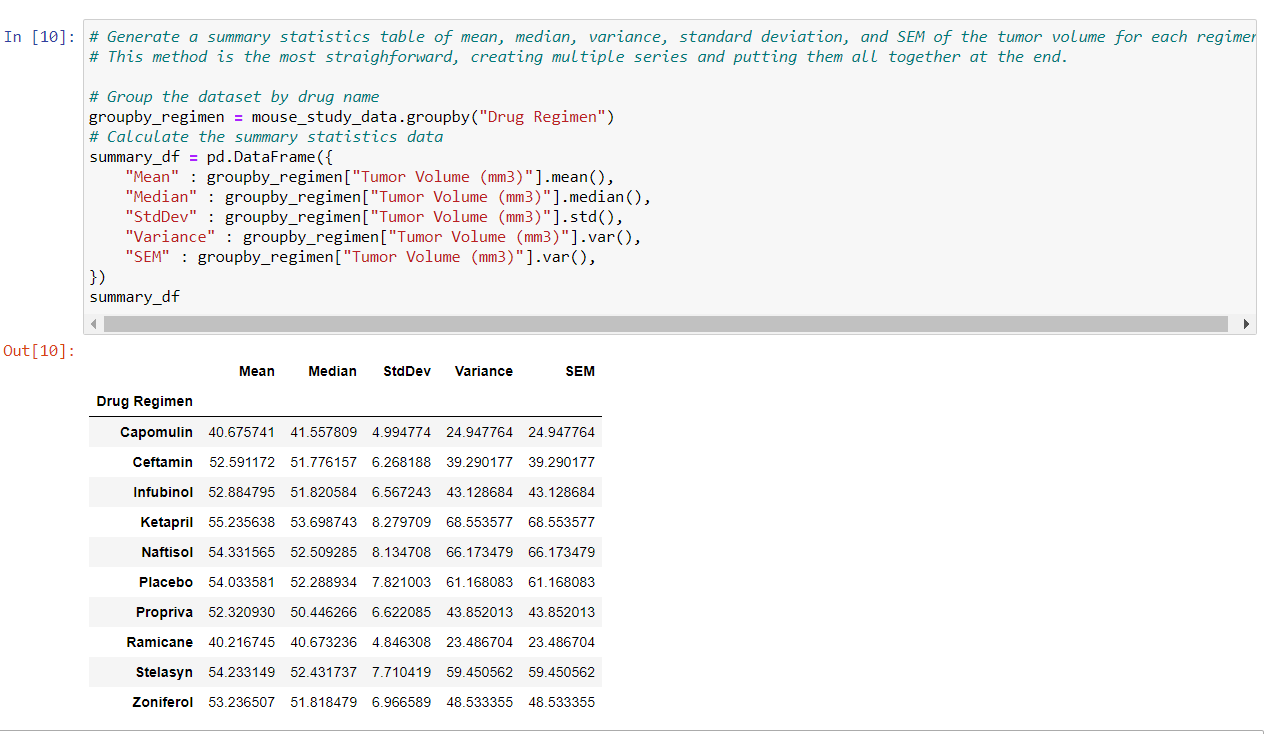 In [10]: # Generate a summary statistics table of mean, median, variance, standard deviation, and SEM of the tumor volume for each regimen
# This method is the most straighforward, creating multiple series and putting them all together at the end.
# Group the dataset by drug name
groupby_regimen = mouse_study_data.groupby("Drug Regimen")
# Calculate the summary statistics data
summary_df = pd.DataFrame({
"Mean" : groupby_regimen["Tumor Volume (mm3)"].mean(),
"Median" : groupby_regimen["Tumor Volume (mm3)"].median(),
"StdDev" : groupby_regimen["Tumor Volume (mm3)"].std(),
"Variance" : groupby_regimen["Tumor Volume (mm3)"].var(),
"SEM" : groupby_regimen["Tumor Volume (mm3)"].var(),
})
summary_df
Out[10]:
Mean Median StdDev Variance SEM
Drug Regimen
Capomulin 40.675741 41.557809 4.994774 24.947764 24.947764
Ceftamin 52.591172 51.776157 6.268188 39.290177 39.290177
Infubinol 52.884795 51.820584 6.567243 43.128684 43.128684
Ketapril 55.235638 53.698743 8.279709 68.553577 68.553577
Naftisol 54.331565 52.509285 8.134708 66.173479 66.173479
Placebo 54.033581 52.288934 7.821003 61.168083 61.168083
Propriva 52.320930 50.446266 6.622085 43.852013 43.852013
Ramicane 40.216745 40.673236 4.846308 23.486704 23.486704
Stelasyn 54.233149 52.431737 7.710419 59.450562 59.450562
Zoniferol 53.236507 51.818479 6.966589 48.533355 48.533355